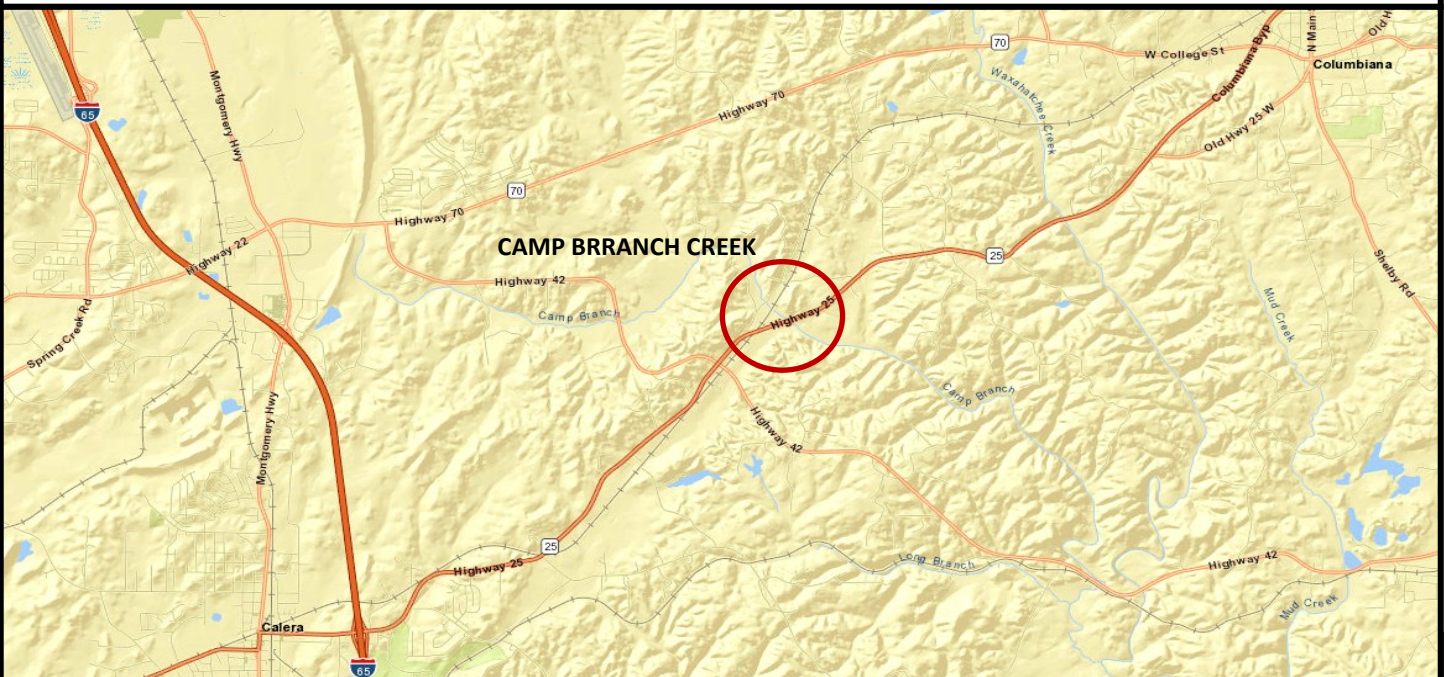 70
W College St
N Main
Old H
Columbiana
65
Montgomery Hwy
Highway 70
Waxahatchee Creek
Columbiana Byp
Old Hwy 25 W
70
Highway 70
Highway 22
CAMP BRRANCH CREEK
25
Shelby Rd
Highway 42
Camp Branch
Highway 25
Mud Creek
Spring Creek Rd
Camp Branch
Montgomery Hwy
Highway 42
25
Long Branch
Highway 42
Highway 25
Mud Creek
Calera
65